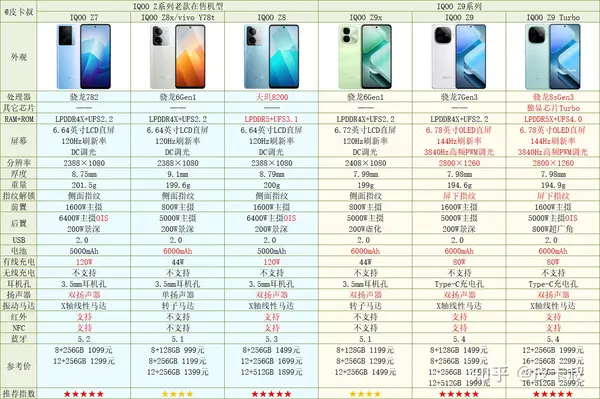 @皮卡叔
IQOO Z系列老款在售机型
IQOO Z9系列
IQOO Z7
IQOO Z8x/vivo Y78t
IQOO Z8
IQOO Z9x
IQOO Z9
IQOO Z9 Turbo
外观
处理器
骁龙782
骁龙6Gen1
天玑8200
骁龙6Gen1
骁龙7Gen3
骁龙8sGen3
其它芯片
——
——
——
——
——
独显芯片Turbo
RAM+ROM
LPDDR4X+UFS2.2
LPDDR4X+UFS2.2
LPDDR5+UFS3.1
LPDDR4X+UFS2.2
LPDDR4X+UFS2.2
LPDDR5X+UFS4.0
屏幕
6.64英寸LCD直屏
120Hz刷新率
DC调光
6.64英寸LCD直屏
120Hz刷新率
DC调光
6.64英寸LCD直屏
120Hz刷新率
DC调光
6.72英寸LCD直屏
120Hz刷新率
DC调光
6.78英寸OLED直屏
144Hz刷新率
3840Hz高频PWM调光
6.78英寸OLED直屏
144Hz刷新率
3840Hz高频PWM调光
分辨率
2388×1080
2388×1080
2388×1080
2408×1080
2800×1260
2800×1260
厚度
8.75mm
9.1mm
8.79mm
7.99mm
7.98mm
7.98mm
重量
201.5g
199.6g
200g
199g
194.6g
194.9g
指纹解锁
侧面指纹
侧面指纹
侧面指纹
侧面指纹
屏下指纹
屏下指纹
前置
1600W主摄
800W主摄
1600W主摄
800W主摄
1600W主摄
1600W主摄
后置
6400W主摄OIS
200W景深
5000W主摄
200W景深
6400W主摄OIS
200W景深
5000W主摄
200W虚化
5000W主摄OIS
200W景深
5000W主摄OIS
800W超广角
USB
2.0
2.0
2.0
2.0
2.0
2.0
电池
5000mAh
6000mAh
5000mAh
6000mAh
6000mAh
6000mAh
有线充电
120W
44W
120W
44W
80W
80W
无线充电
不支持
不支持
不支持
不支持
不支持
不支持
耳机孔
3.5mm耳机孔
3.5mm耳机孔
3.5mm耳机孔
3.5mm耳机孔
Type-C充电孔
Type-C充电孔
扬声器
双扬声器
单扬声器
双扬声器
双扬声器
双扬声器
双扬声器
振动马达
X轴线性马达
转子马达
X轴线性马达
转子马达
X轴线性马达
X轴线性马达
红外
支持
不支持
支持
不支持
支持
支持
NFC
支持
不支持
支持
不支持
支持
支持
蓝牙
5.2
5.1
5.3
5.1
5.4
5.4
参考价
8+256G 1099元
12+256G 1299元
8+128G 999元
8+256G 1199元
12+256G 1399元
8+256G 1499元
12+256G 1699元
12+512G 1899元
8+128G 1199元
8+256G 1299元
12+256G 1499元
8+128G 1499元
8+256G 1599元
12+512G 1999元
12+256G 1999元
16+256G 2299元
16+512G 2599元
推荐指数
★★★★★
★★★★
★★★★★
★★★★
★★★★★
★★★★★
知乎 @皮卡叔